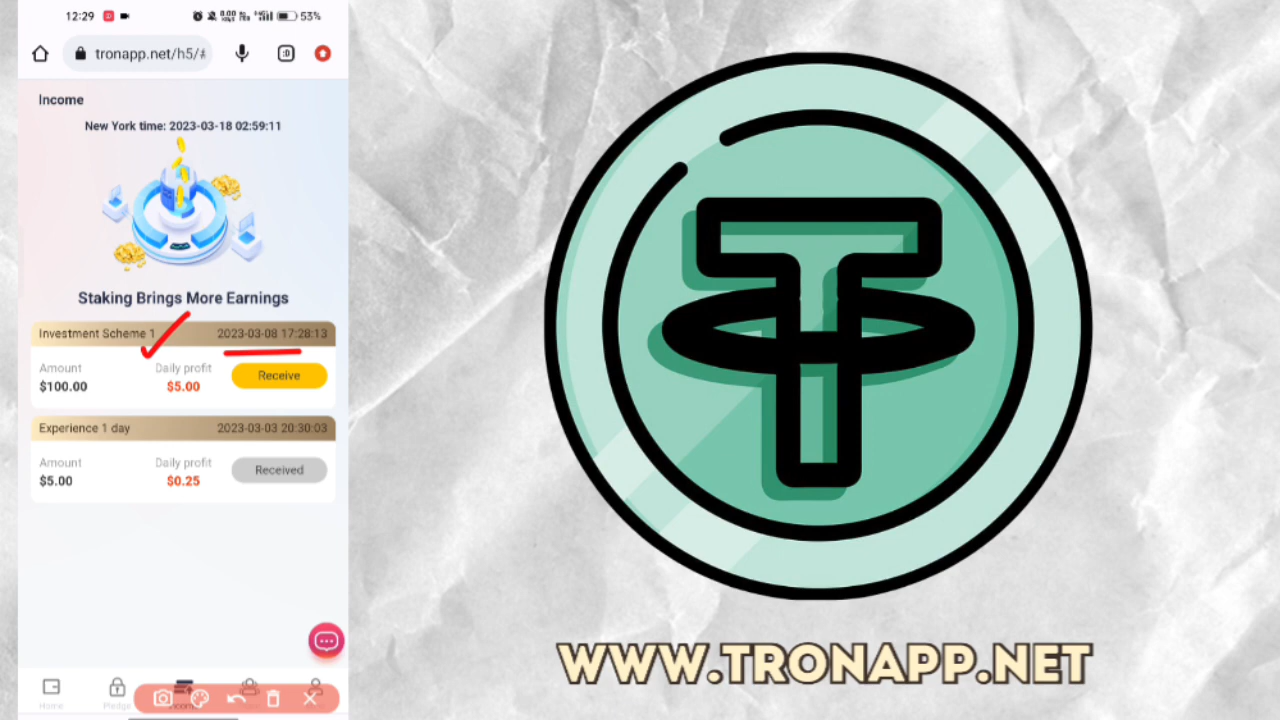 12:29
53%
tronapp.net/h5/#
:D
Income
New York time: 2023-03-18 02:59:11
Staking Brings More Earnings
Investment Scheme 1 2023-03-08 17:28:13
Amount Daily profit
$100.00 $5.00 Receive
Experience 1 day 2023-03-03 20:30:03
Amount Daily profit
$5.00 $0.25 Received
Home Pledge
WWW.TRONAPP.NET